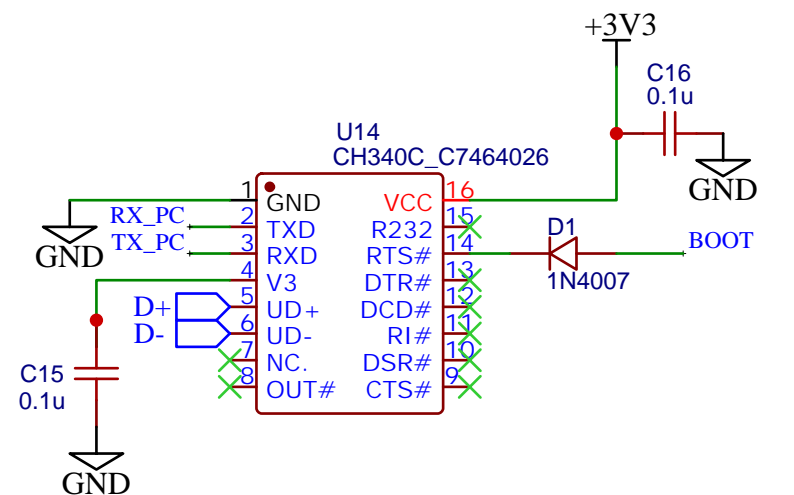 +3V3
C16
0.1u
GND
U14
CH340C_C7464026
1 GND VCC 16
RX_PC 2 TXD R232 15
TX_PC 3 RXD RTS# 14
GND
4 V3 DTR# 13
D+ 5 UD+ DCD# 12
D- 6 UD- RI# 11
7 NC. DSR# 10
8 OUT# CTS# 9
D1
1N4007
BOOT
C15
0.1u
GND